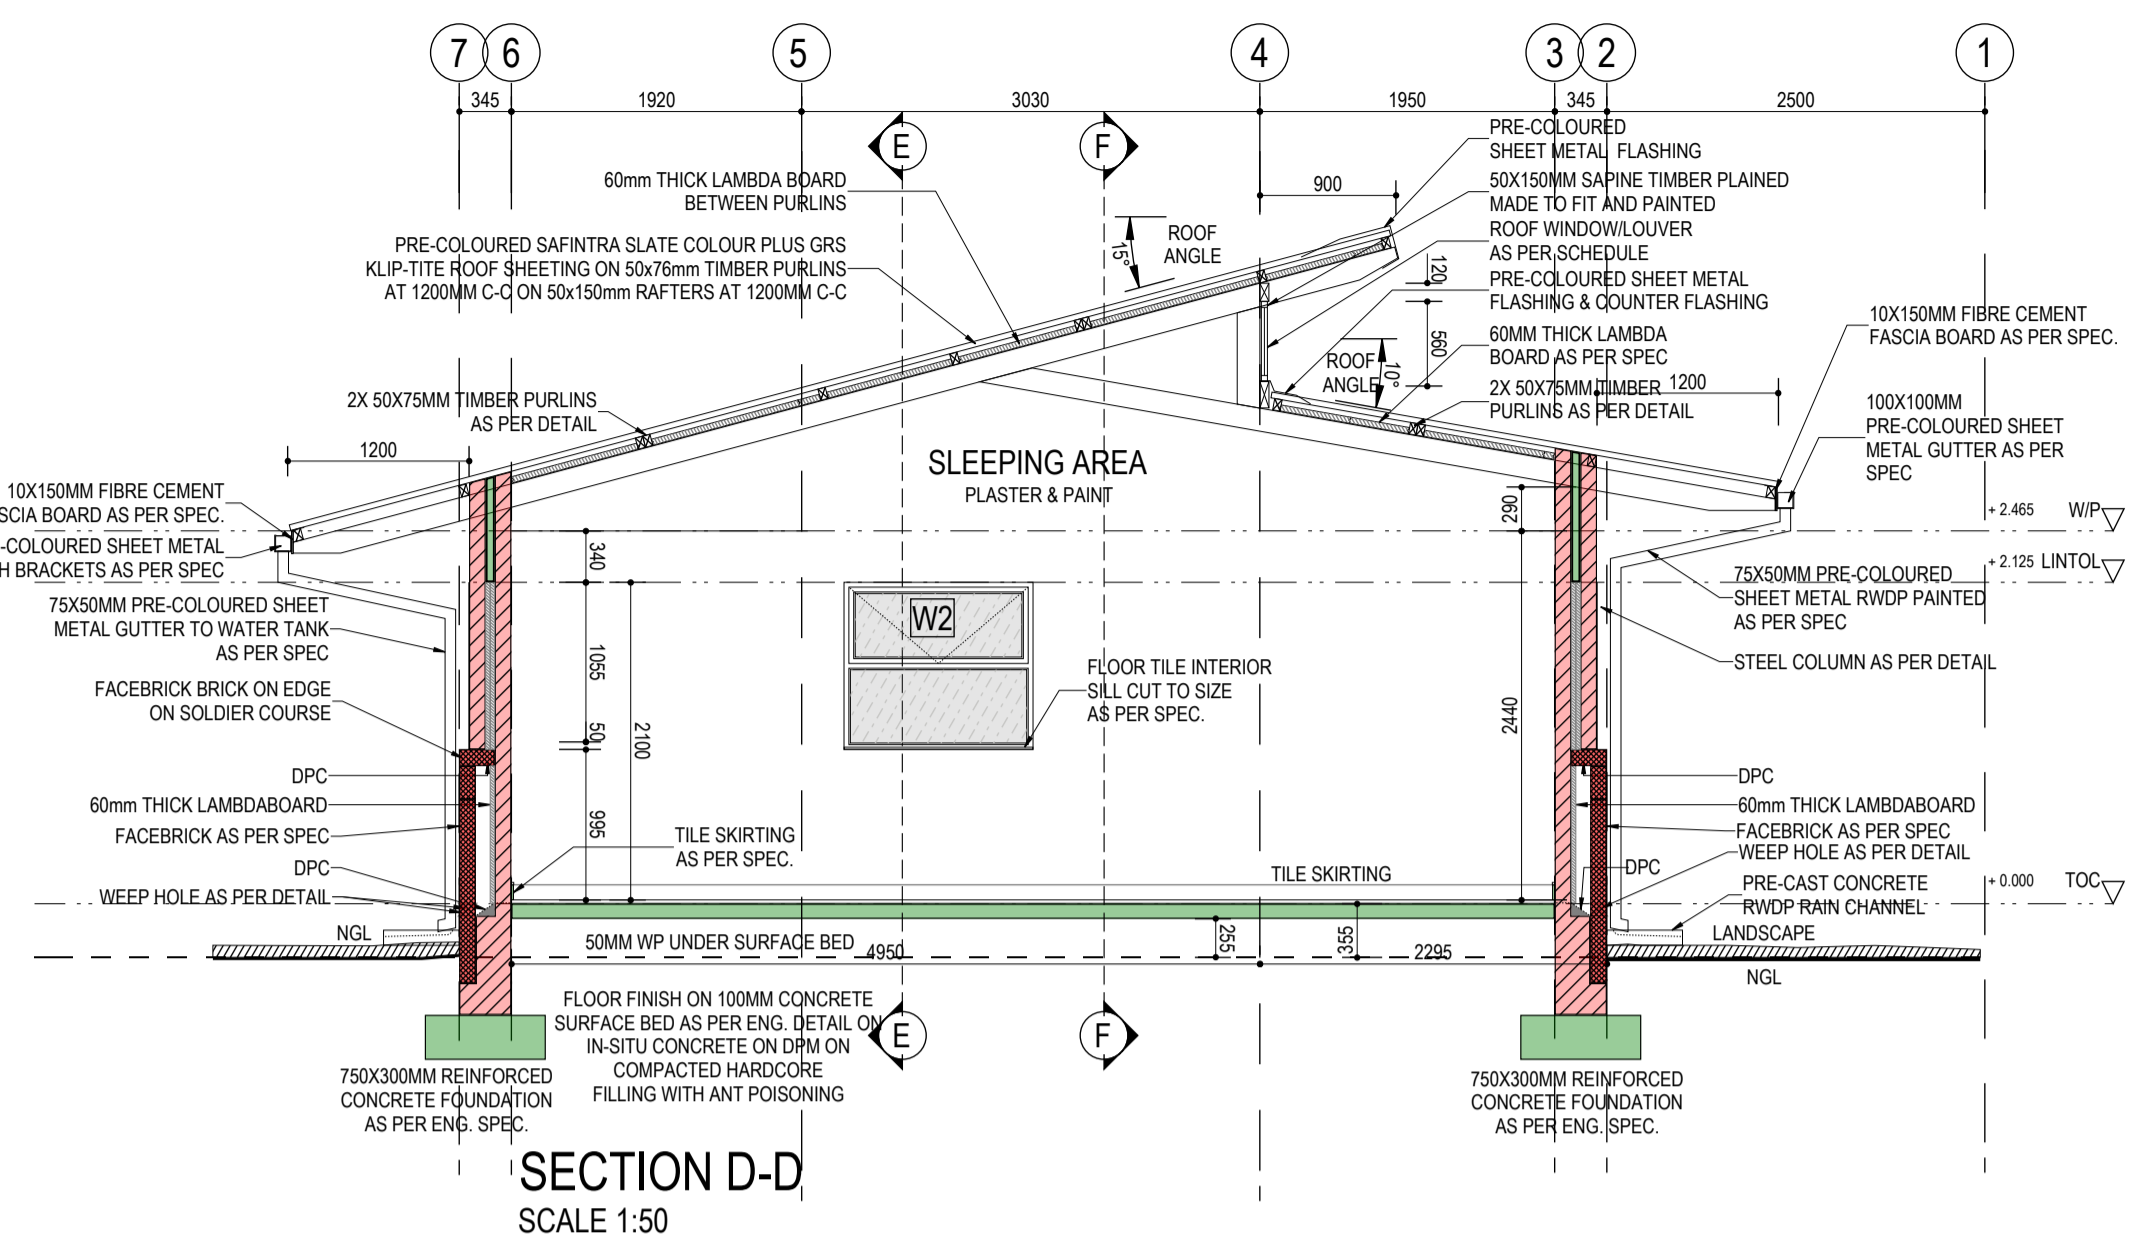 7
6
5
4
3
2
1
345
1920
3030
1950
345
2500
E
F
PRE-COLOURED
SHEET METAL FLASHING
60mm THICK LAMBDA BOARD
BETWEEN PURLINS
900
50X150MM SAPINE TIMBER PLAINED
MADE TO FIT AND PAINTED
ROOF
ANGLE
15°
ROOF WINDOW/LOUVER
AS PER SCHEDULE
PRE-COLOURED SAFINTRA SLATE COLOUR PLUS GRS
KLIP-TITE ROOF SHEETING ON 50x76mm TIMBER PURLINS
AT 1200MM C-C ON 50x150mm RAFTERS AT 1200MM C-C
120
PRE-COLOURED SHEET METAL
FLASHING & COUNTER FLASHING
560
10X150MM FIBRE CEMENT
FASCIA BOARD AS PER SPEC.
60MM THICK LAMBDA
BOARD AS PER SPEC
ROOF
ANGLE
10°
2X 50X75MM TIMBER
PURLINS AS PER DETAIL
1200
2X 50X75MM TIMBER PURLINS
AS PER DETAIL
100X100MM
PRE-COLOURED SHEET
METAL GUTTER AS PER
SPEC
1200
SLEEPING AREA
PLASTER & PAINT
10X150MM FIBRE CEMENT
SCIA BOARD AS PER SPEC.
290
+ 2.465 W/P
-COLOURED SHEET METAL
H BRACKETS AS PER SPEC
340
+ 2.125 LINTOL
75X50MM PRE-COLOURED
SHEET METAL RWDP PAINTED
AS PER SPEC
75X50MM PRE-COLOURED SHEET
METAL GUTTER TO WATER TANK
AS PER SPEC
W2
1055
STEEL COLUMN AS PER DETAIL
FLOOR TILE INTERIOR
SILL CUT TO SIZE
AS PER SPEC.
FACEBRICK BRICK ON EDGE
ON SOLDIER COURSE
50
2100
2440
DPC
DPC
60mm THICK LAMBDABOARD
60mm THICK LAMBDABOARD
FACEBRICK AS PER SPEC
995
TILE SKIRTING
AS PER SPEC.
FACEBRICK AS PER SPEC
WEEP HOLE AS PER DETAIL
DPC
TILE SKIRTING
DPC
WEEP HOLE AS PER DETAIL
PRE-CAST CONCRETE
RWDP RAIN CHANNEL
+ 0.000 TOC
NGL
50MM WP UNDER SURFACE BED
4950
255
355
2295
LANDSCAPE
NGL
FLOOR FINISH ON 100MM CONCRETE
SURFACE BED AS PER ENG. DETAIL ON
IN-SITU CONCRETE ON DPM ON
COMPACTED HARDCORE
FILLING WITH ANT POISONING
E
F
750X300MM REINFORCED
CONCRETE FOUNDATION
AS PER ENG. SPEC.
750X300MM REINFORCED
CONCRETE FOUNDATION
AS PER ENG. SPEC.
SECTION D-D
SCALE 1:50